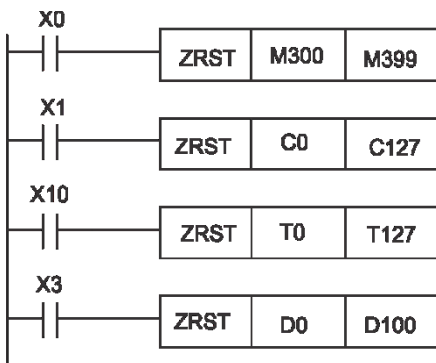 X0
ZRST M300 M399
X1
ZRST C0 C127
X10
ZRST T0 T127
X3
ZRST D0 D100